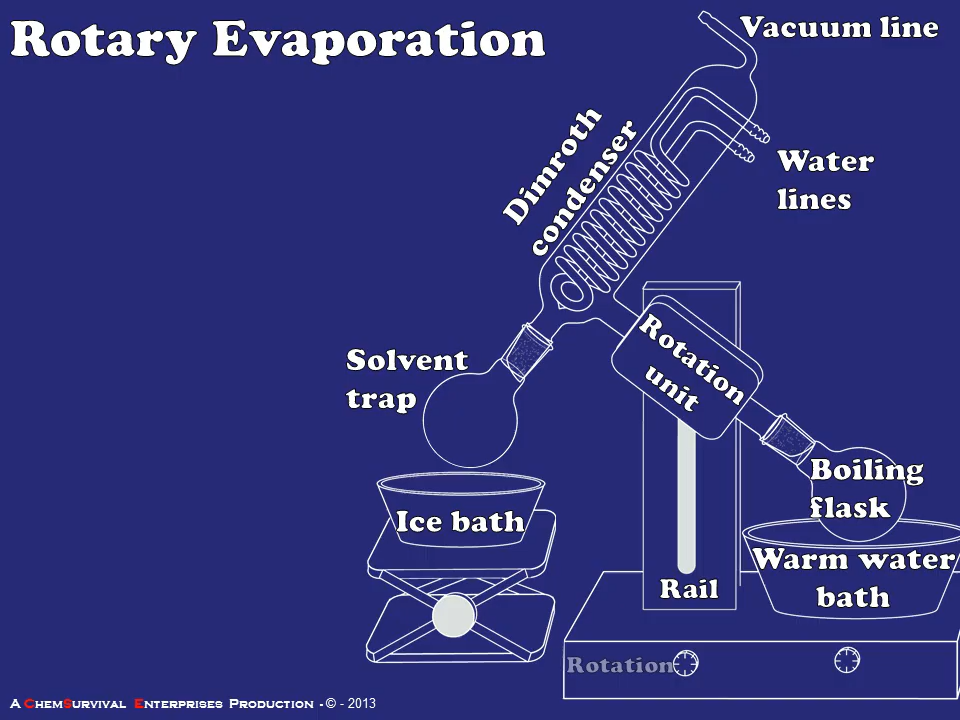 Rotary Evaporation
Vacuum line
Water
lines
Dimroth
condenser
Rotation
unit
Solvent
trap
Boiling
flask
Ice bath
Warm water
bath
Rail
Rotation
A ChemSurvival Enterprises Production - © - 2013